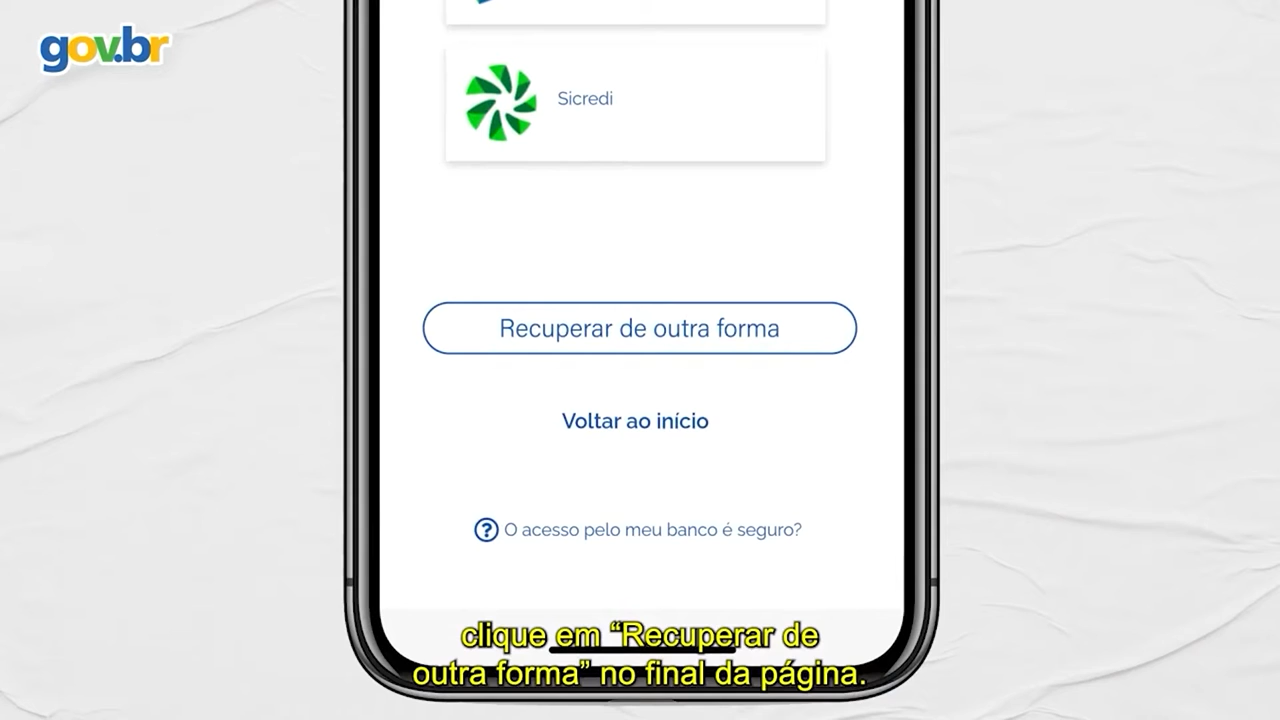 gov.br
Sicredi
Recuperar de outra forma
Voltar ao início
? O acesso pelo meu banco é seguro?
clique em “Recuperar de
outra forma” no final da página.